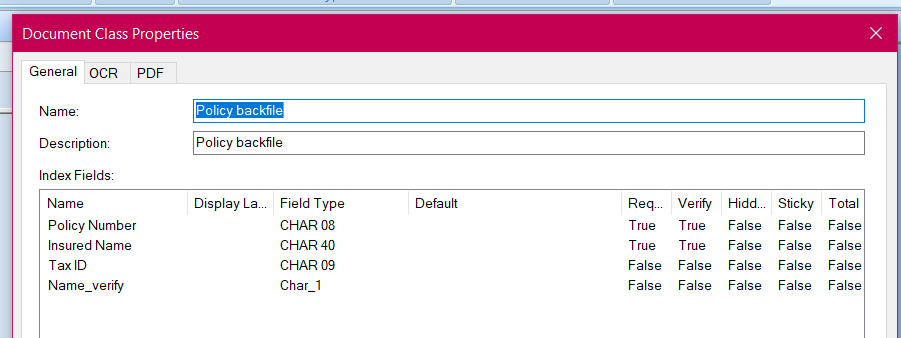 Document Class Properties
General OCR PDF
Name: Policy backfile
Description: Policy backfile
Index Fields:
Name Display La... Field Type Default Req... Verify Hidd... Sticky Total
Policy Number CHAR 08 True True False False False
Insured Name CHAR 40 True True False False False
Tax ID CHAR 09 False False False False False
Name_verify Char_1 False False False False False